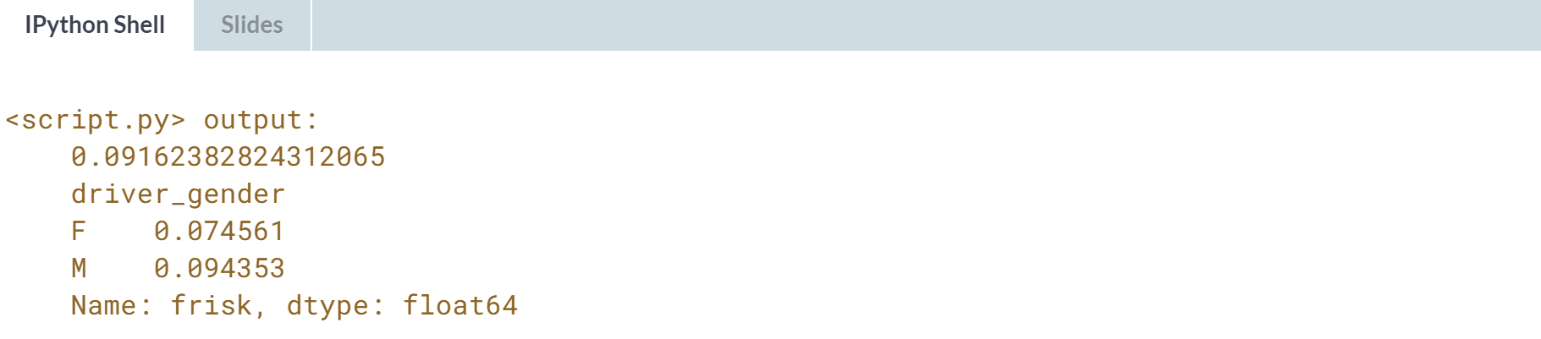 IPython Shell Slides
<script.py> output:
0.09162382824312065
driver_gender
F 0.074561
M 0.094353
Name: frisk, dtype: float64